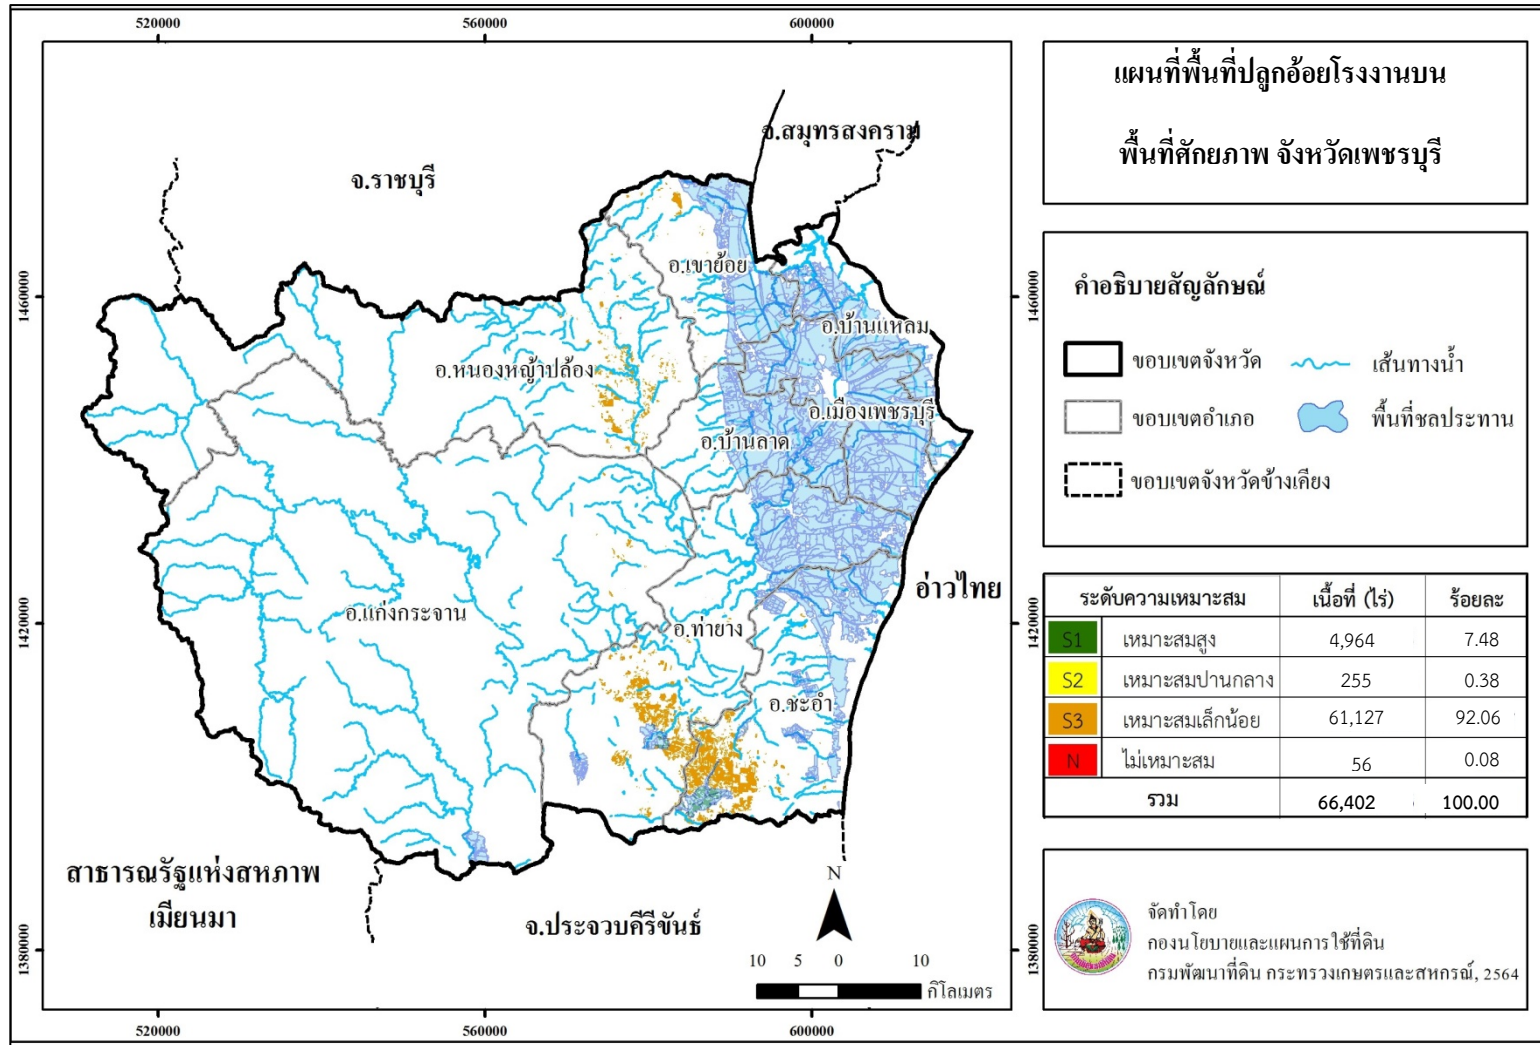 520000 560000 600000
แผนที่พื้นที่ปลูกอ้อยโรงงานบน
พื้นที่ศักยภาพ จังหวัดเพชรบุรี
จ.สมุทรสงคราม
จ.ราชบุรี
อ.เขาย้อย
1460000 1460000
อ.บ้านแหลม
อ.หนองหญ้าปล้อง
อ.เมืองเพชรบุรี
อ.บ้านลาด
อ่าวไทย
อ.แก่งกระจาน
อ.ท่ายาง
1420000 1420000
อ.ชะอำ
สาธารณรัฐแห่งสหภาพ
เมียนมา
จ.ประจวบคีรีขันธ์
N
1380000 1380000
10 5 0 10
กิโลเมตร
520000 560000 600000
คำอธิบายสัญลักษณ์
ขอบเขตจังหวัด เส้นทางน้ำ
ขอบเขตอำเภอ พื้นที่ชลประทาน
ขอบเขตจังหวัดข้างเคียง
ระดับความเหมาะสม เนื้อที่ (ไร่) ร้อยละ
S1 เหมาะสมสูง 4,964 7.48
S2 เหมาะสมปานกลาง 255 0.38
S3 เหมาะสมเล็กน้อย 61,127 92.06
N ไม่เหมาะสม 56 0.08
รวม 66,402 100.00
จัดทำโดย
กองนโยบายและแผนการใช้ที่ดิน
กรมพัฒนาที่ดิน กระทรวงเกษตรและสหกรณ์, 2564